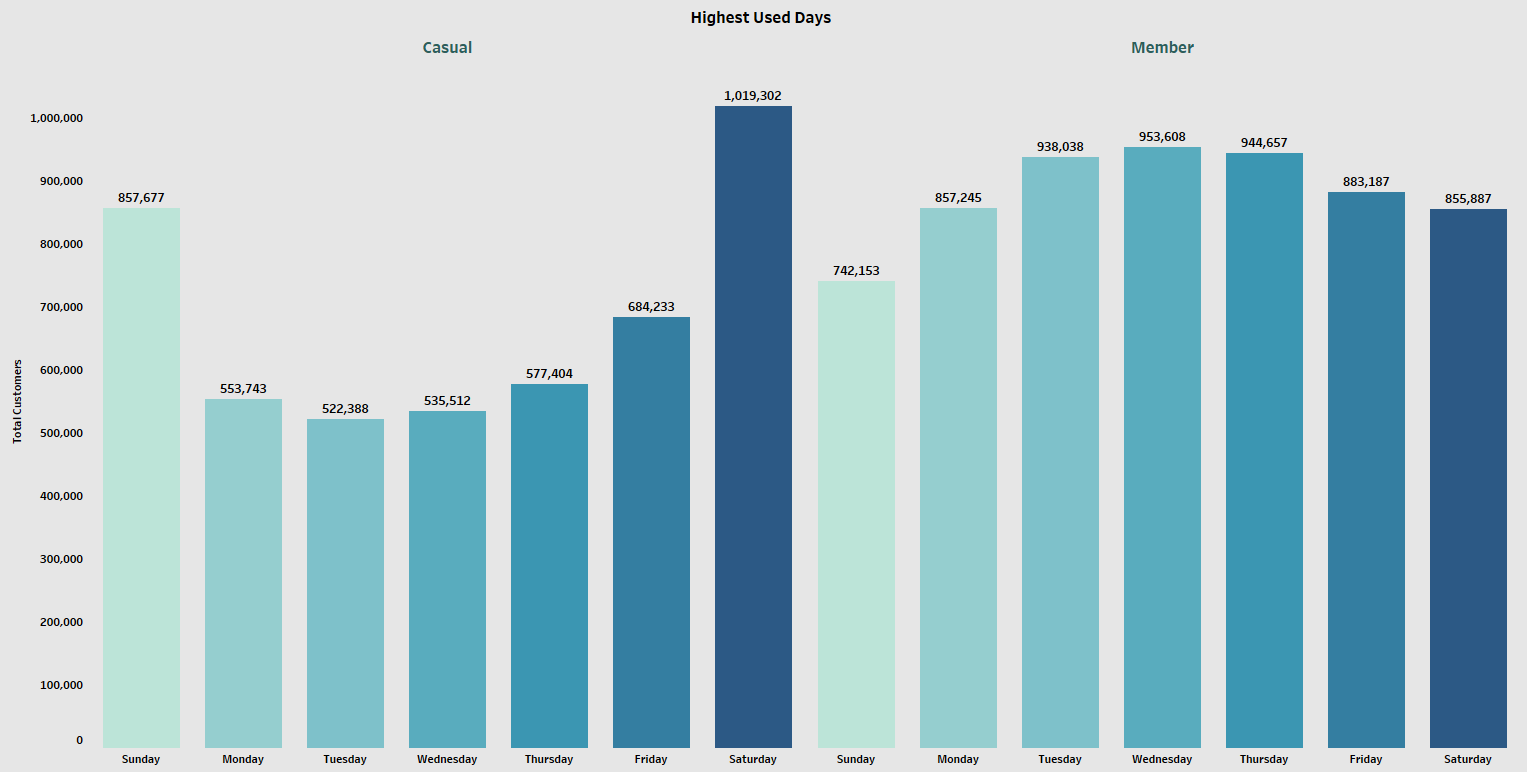 Highest Used Days
Casual
Member
Total Customers
1,000,000
900,000
800,000
700,000
600,000
500,000
400,000
300,000
200,000
100,000
0
857,677
553,743
522,388
535,512
577,404
684,233
1,019,302
742,153
857,245
938,038
953,608
944,657
883,187
855,887
Sunday
Monday
Tuesday
Wednesday
Thursday
Friday
Saturday
Sunday
Monday
Tuesday
Wednesday
Thursday
Friday
Saturday